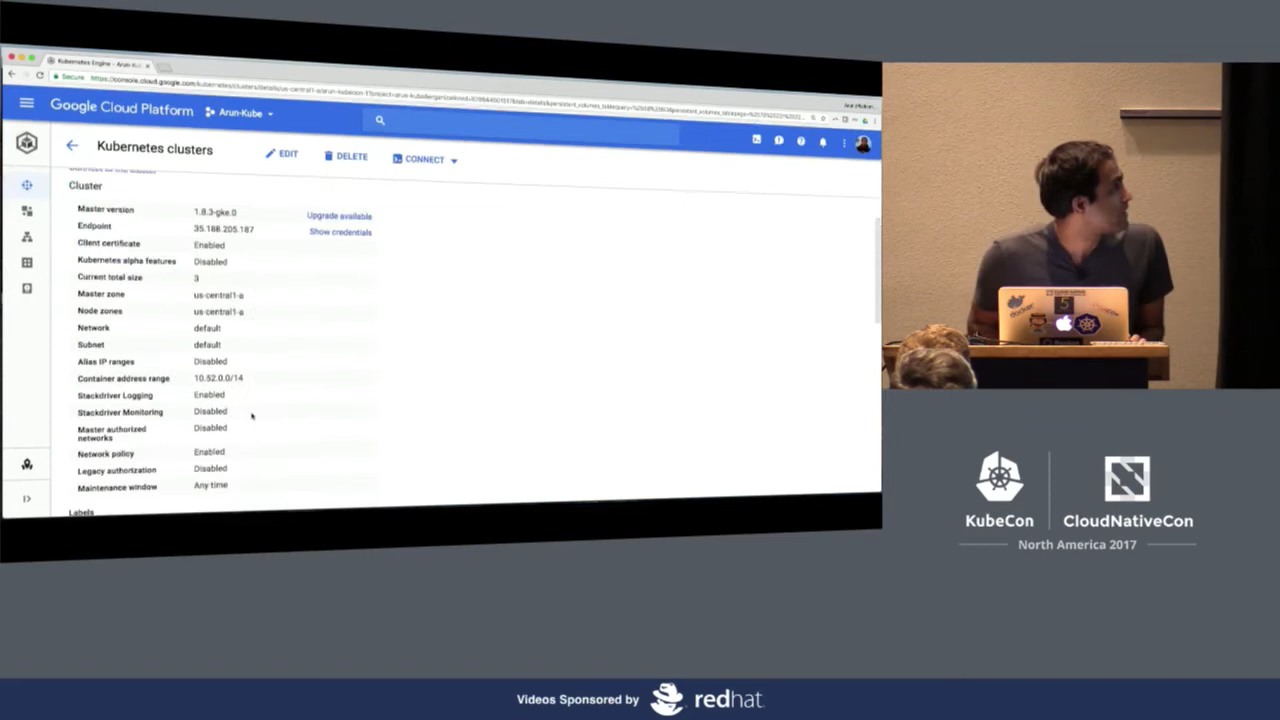 Kubernetes Engine - Arun-Ku
Secure
Google Cloud Platform
Arun-Kube
Kubernetes clusters
EDIT
DELETE
CONNECT
Cluster
Master version 1.8.3-gke.0 Upgrade available
Endpoint 35.188.205.187 Show credentials
Client certificate Enabled
Kubernetes alpha features Disabled
Current total size 3
Master zone us-central1-a
Node zones us-central1-a
Network default
Subnet default
Alias IP ranges Disabled
Container address range 10.52.0.0/14
Stackdriver Logging Enabled
Stackdriver Monitoring Disabled
Master authorized Disabled
networks
Network policy Enabled
Legacy authorization Disabled
Maintenance window Any time
Labels
docker
5
KubeCon
CloudNativeCon
North America 2017
Videos Sponsored by
redhat